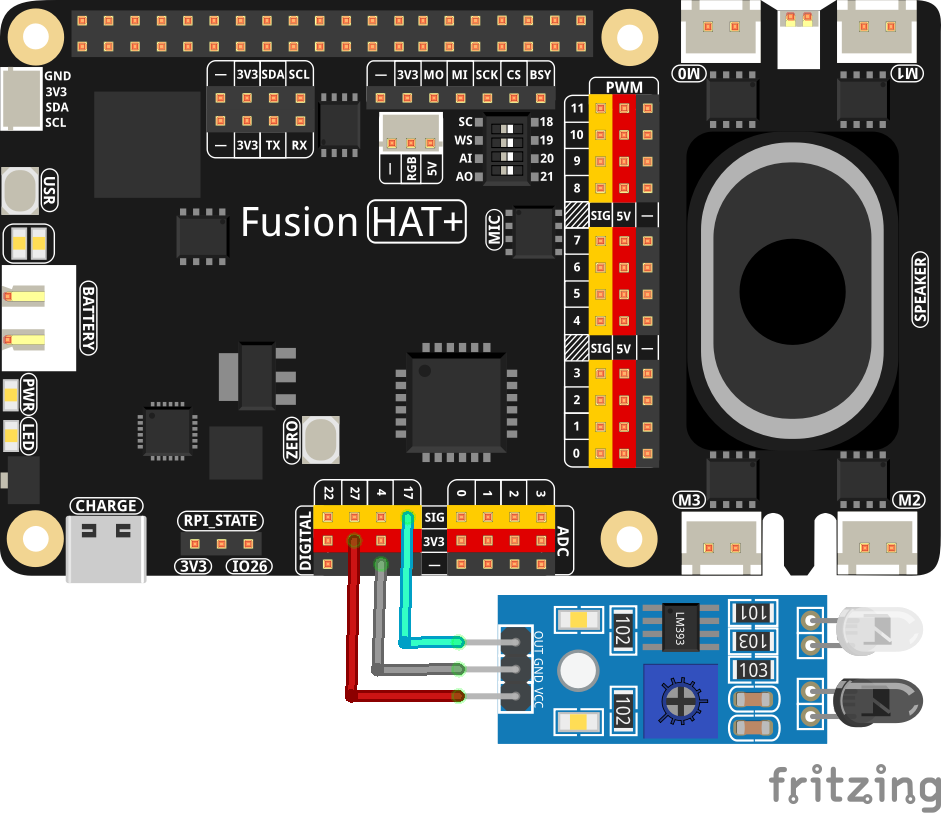 GND
3V3
SDA
SCL
— 3V3 SDA SCL
— 3V3 TX RX
— 3V3 MO MI SCK CS BSY
— RGB 5V
SC 18
WS 19
AI 20
AO 21
PWM
11
10
9
8
SIG 5V —
7
6
5
4
SIG 5V —
3
2
1
0
M0
M1
USR
Fusion HAT+
MIC
BATTERY
SPEAKER
PWR
LED
ZERO
CHARGE
RPI_STATE
3V3 IO26
22 27 4 17
0 1 2 3
DIGITAL
SIG
3V3
—
ADC
M3
M2
OUT GND VCC
102
102
LM393
101
103
103
fritzing